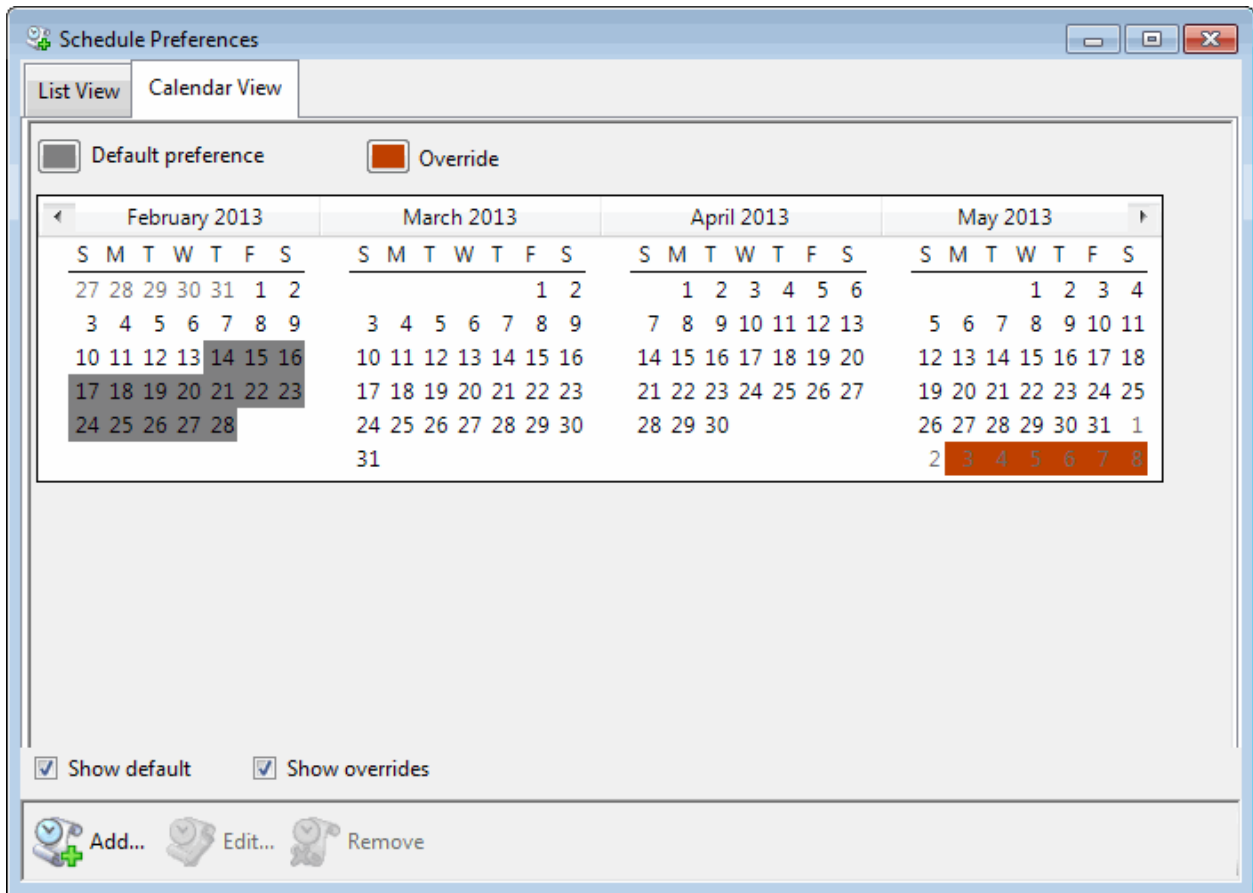 Schedule Preferences
List View Calendar View
Default preference Override
February 2013 March 2013 April 2013 May 2013
S M T W T F S S M T W T F S S M T W T F S S M T W T F S
27 28 29 30 31 1 2 1 2 1 2 3 4 5 6 1 2 3 4
3 4 5 6 7 8 9 3 4 5 6 7 8 9 7 8 9 10 11 12 13 5 6 7 8 9 10 11
10 11 12 13 14 15 16 10 11 12 13 14 15 16 14 15 16 17 18 19 20 12 13 14 15 16 17 18
17 18 19 20 21 22 23 17 18 19 20 21 22 23 21 22 23 24 25 26 27 19 20 21 22 23 24 25
24 25 26 27 28 24 25 26 27 28 29 30 28 29 30 26 27 28 29 30 31 1
31 2 3 4 5 6 7 8
Show default Show overrides
Add... Edit... Remove